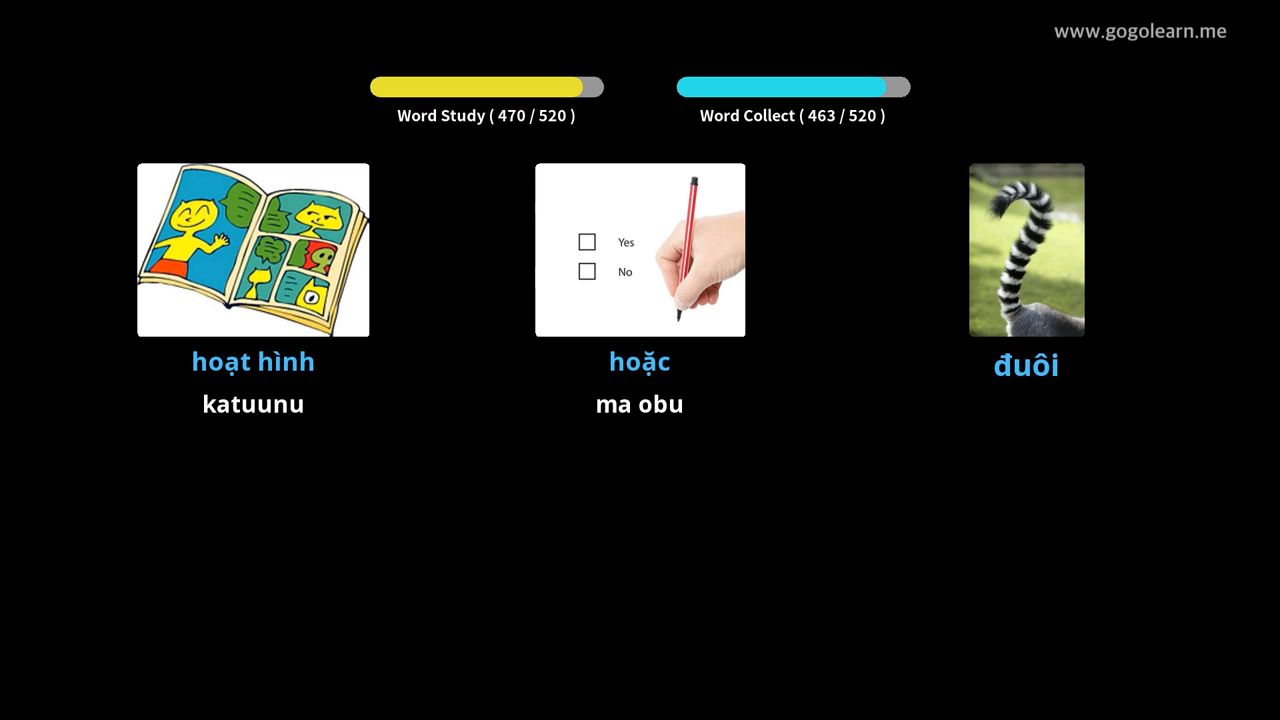 www.gogolearn.me
Word Study ( 470 / 520 )
Word Collect ( 463 / 520 )
Yes
No
hoạt hình
hoặc
đuôi
katuunu
ma obu